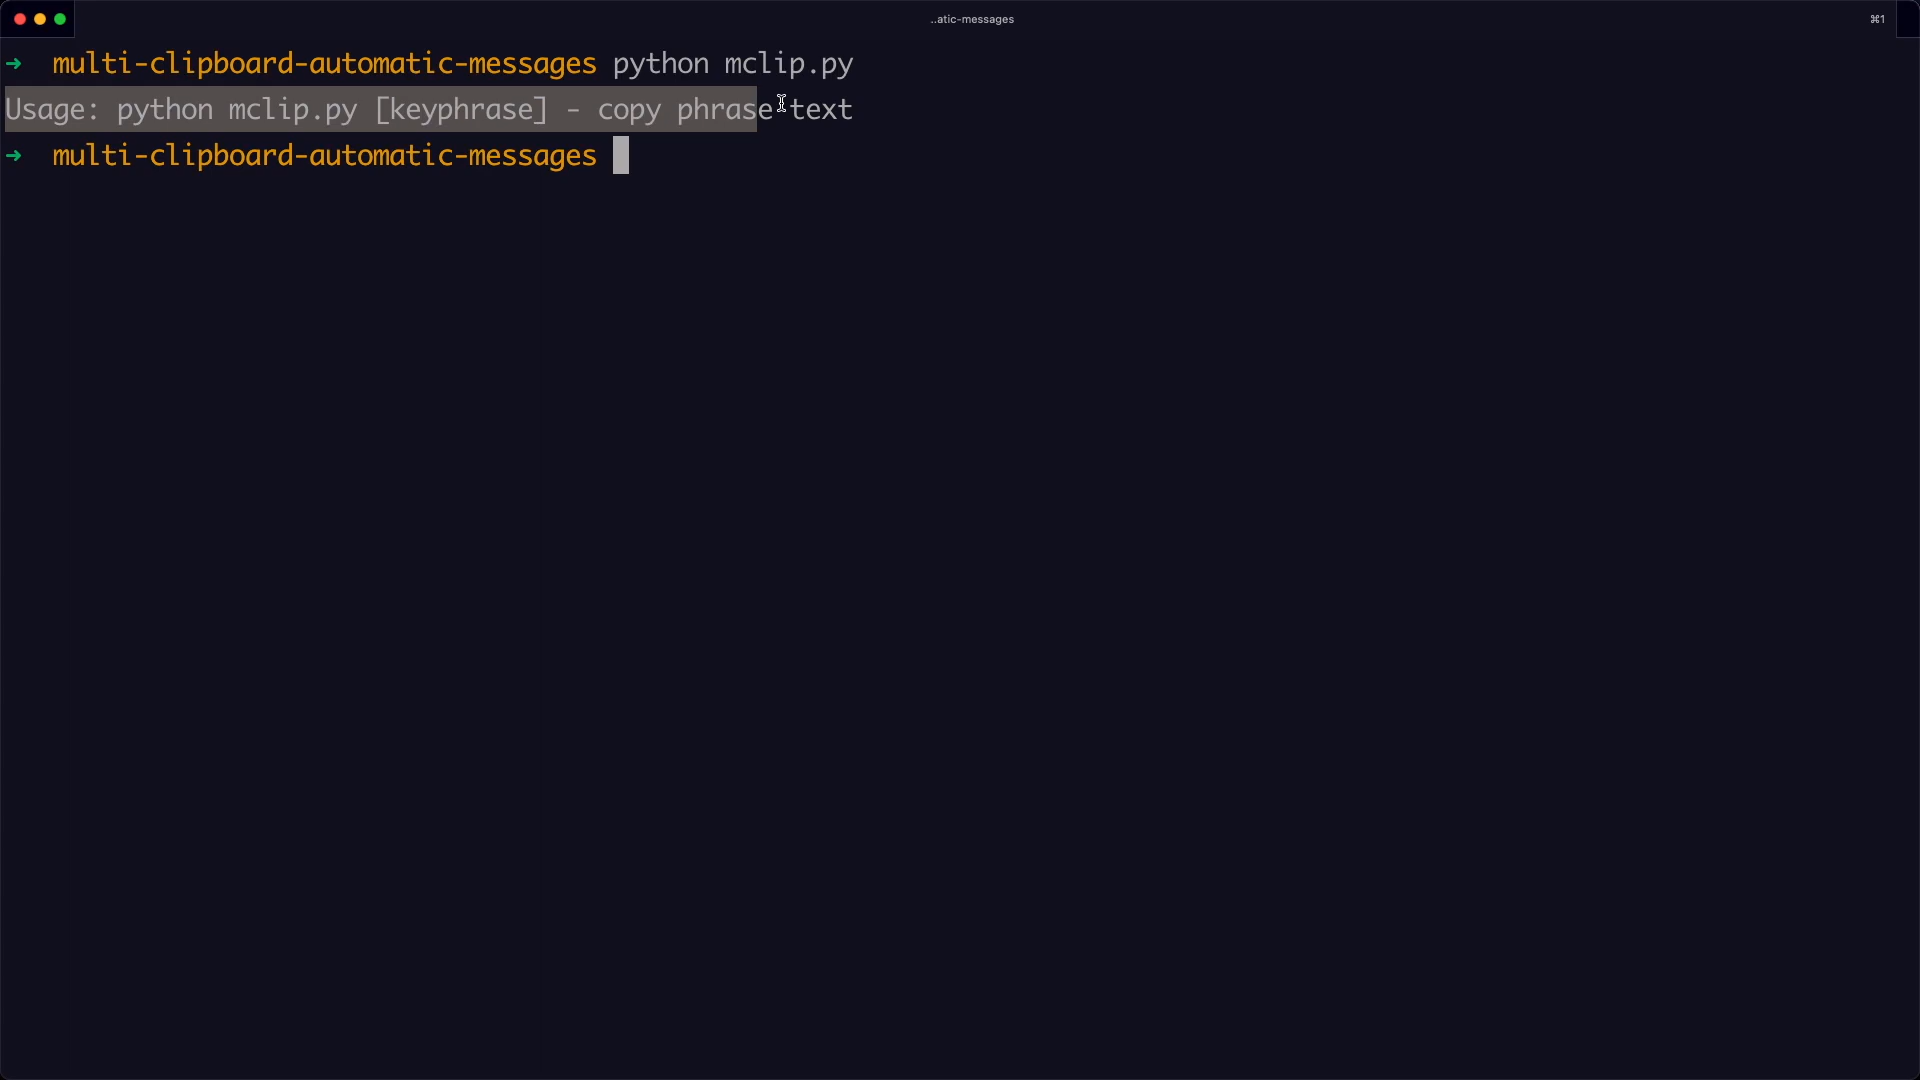 ..atic-messages ⌘1
➜ multi-clipboard-automatic-messages python mclip.py
Usage: python mclip.py [keyphrase] - copy phrase text
➜ multi-clipboard-automatic-messages